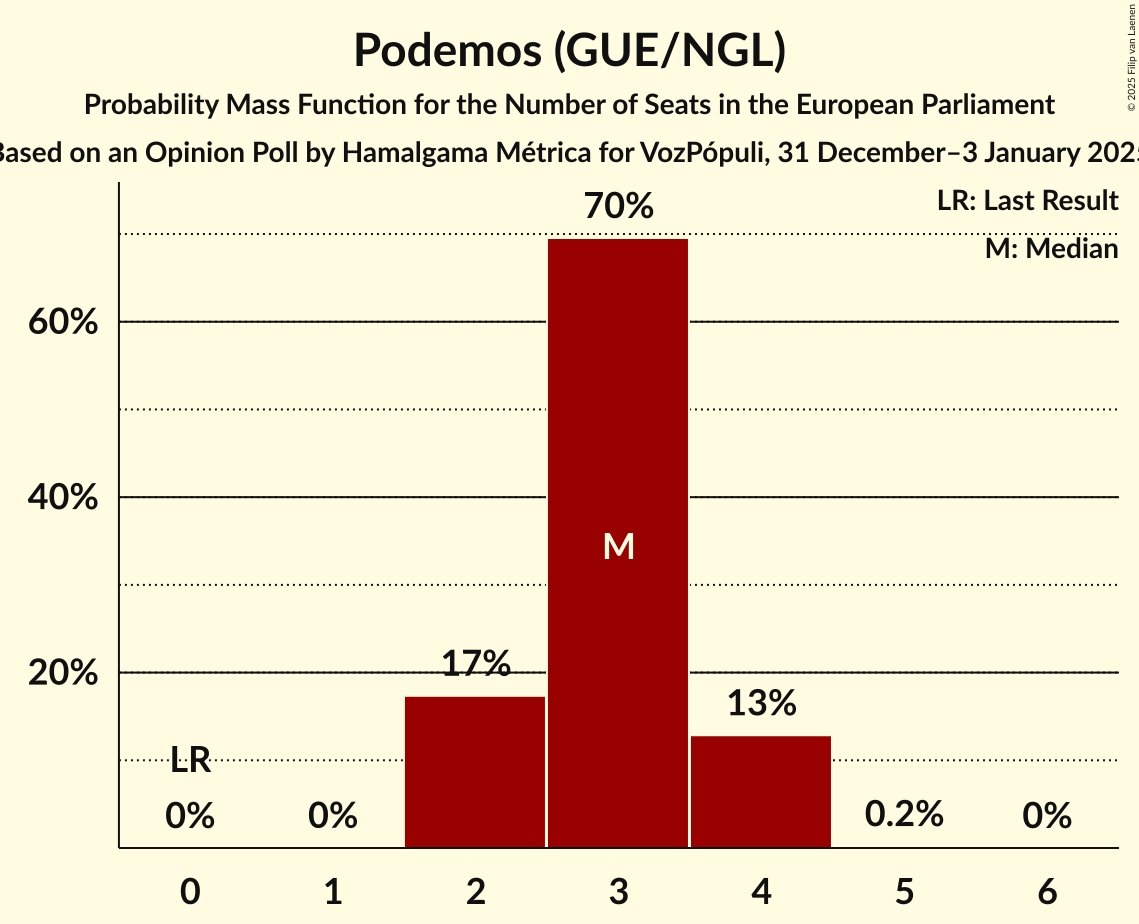 © 2025 Filip van Laenen
Podemos (GUE/NGL)
Probability Mass Function for the Number of Seats in the European Parliament
Based on an Opinion Poll by Hamalgama Métrica for VozPópuli, 31 December–3 January 2025
LR: Last Result
M: Median
70%
60%
40%
M
20%
17%
13%
LR
0%
0%
0.2%
0%
0
1
2
3
4
5
6